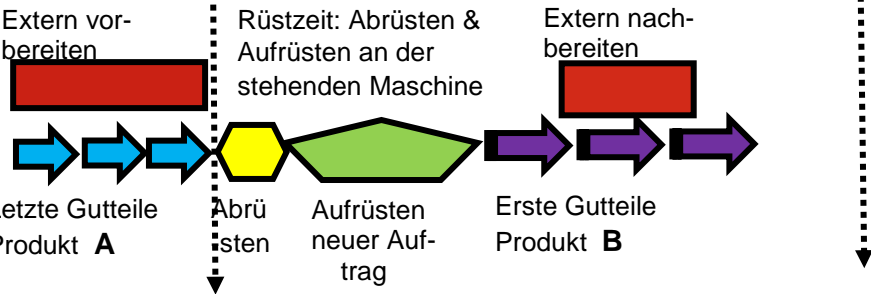 Extern vor-
bereiten
Rüstzeit: Abrüsten &
Aufrüsten an der
stehenden Maschine
Extern nach-
bereiten
Letzte Gutteile
Produkt A
Abrü
sten
Aufrüsten
neuer Auf-
trag
Erste Gutteile
Produkt B